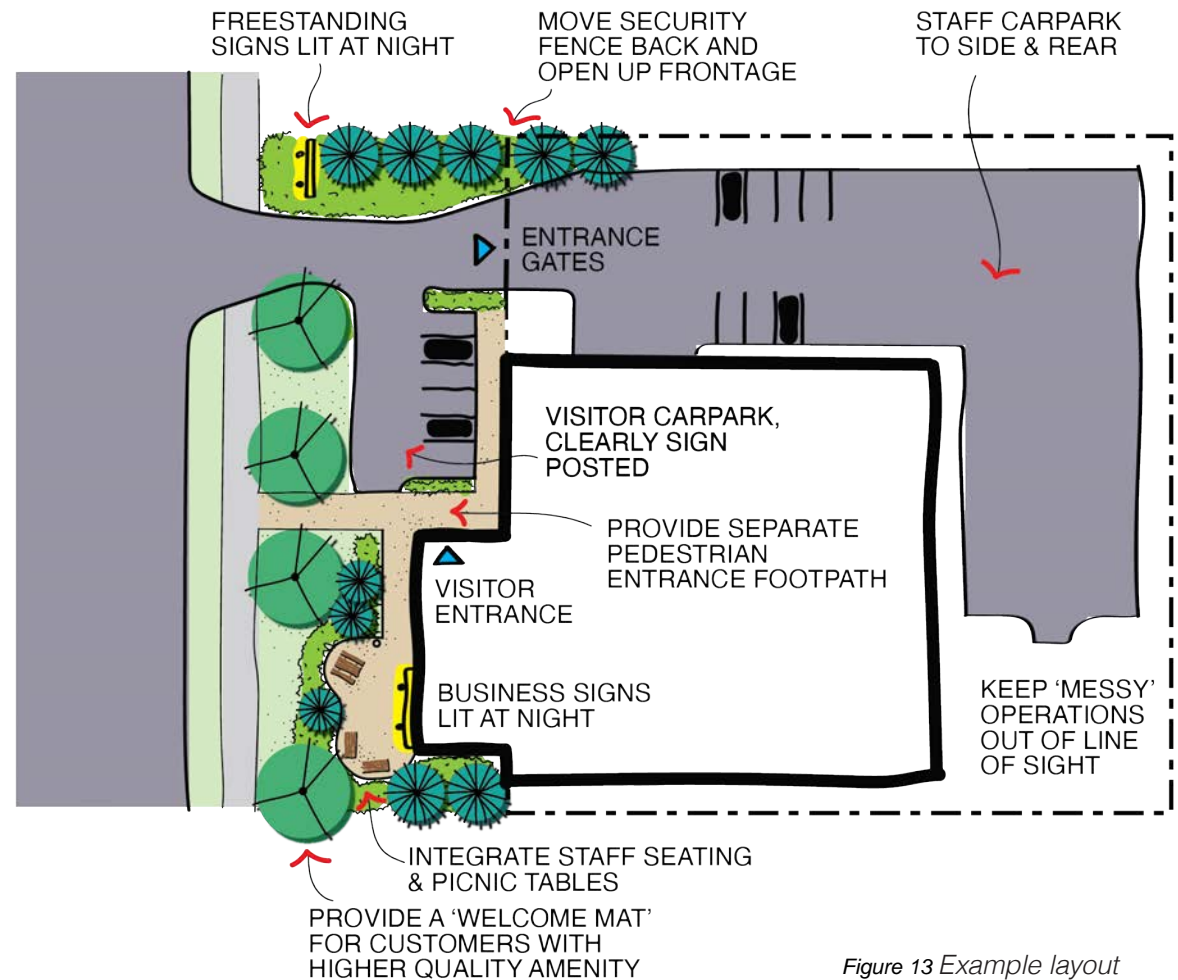 FREESTANDING
SIGNS LIT AT NIGHT
MOVE SECURITY
FENCE BACK AND
OPEN UP FRONTAGE
STAFF CARPARK
TO SIDE & REAR
ENTRANCE
GATES
VISITOR CARPARK,
CLEARLY SIGN
POSTED
PROVIDE SEPARATE
PEDESTRIAN
ENTRANCE FOOTPATH
VISITOR
ENTRANCE
BUSINESS SIGNS
LIT AT NIGHT
KEEP ‘MESSY’
OPERATIONS
OUT OF LINE
OF SIGHT
INTEGRATE STAFF SEATING
& PICNIC TABLES
PROVIDE A ‘WELCOME MAT’
FOR CUSTOMERS WITH
HIGHER QUALITY AMENITY
Figure 13 Example layout